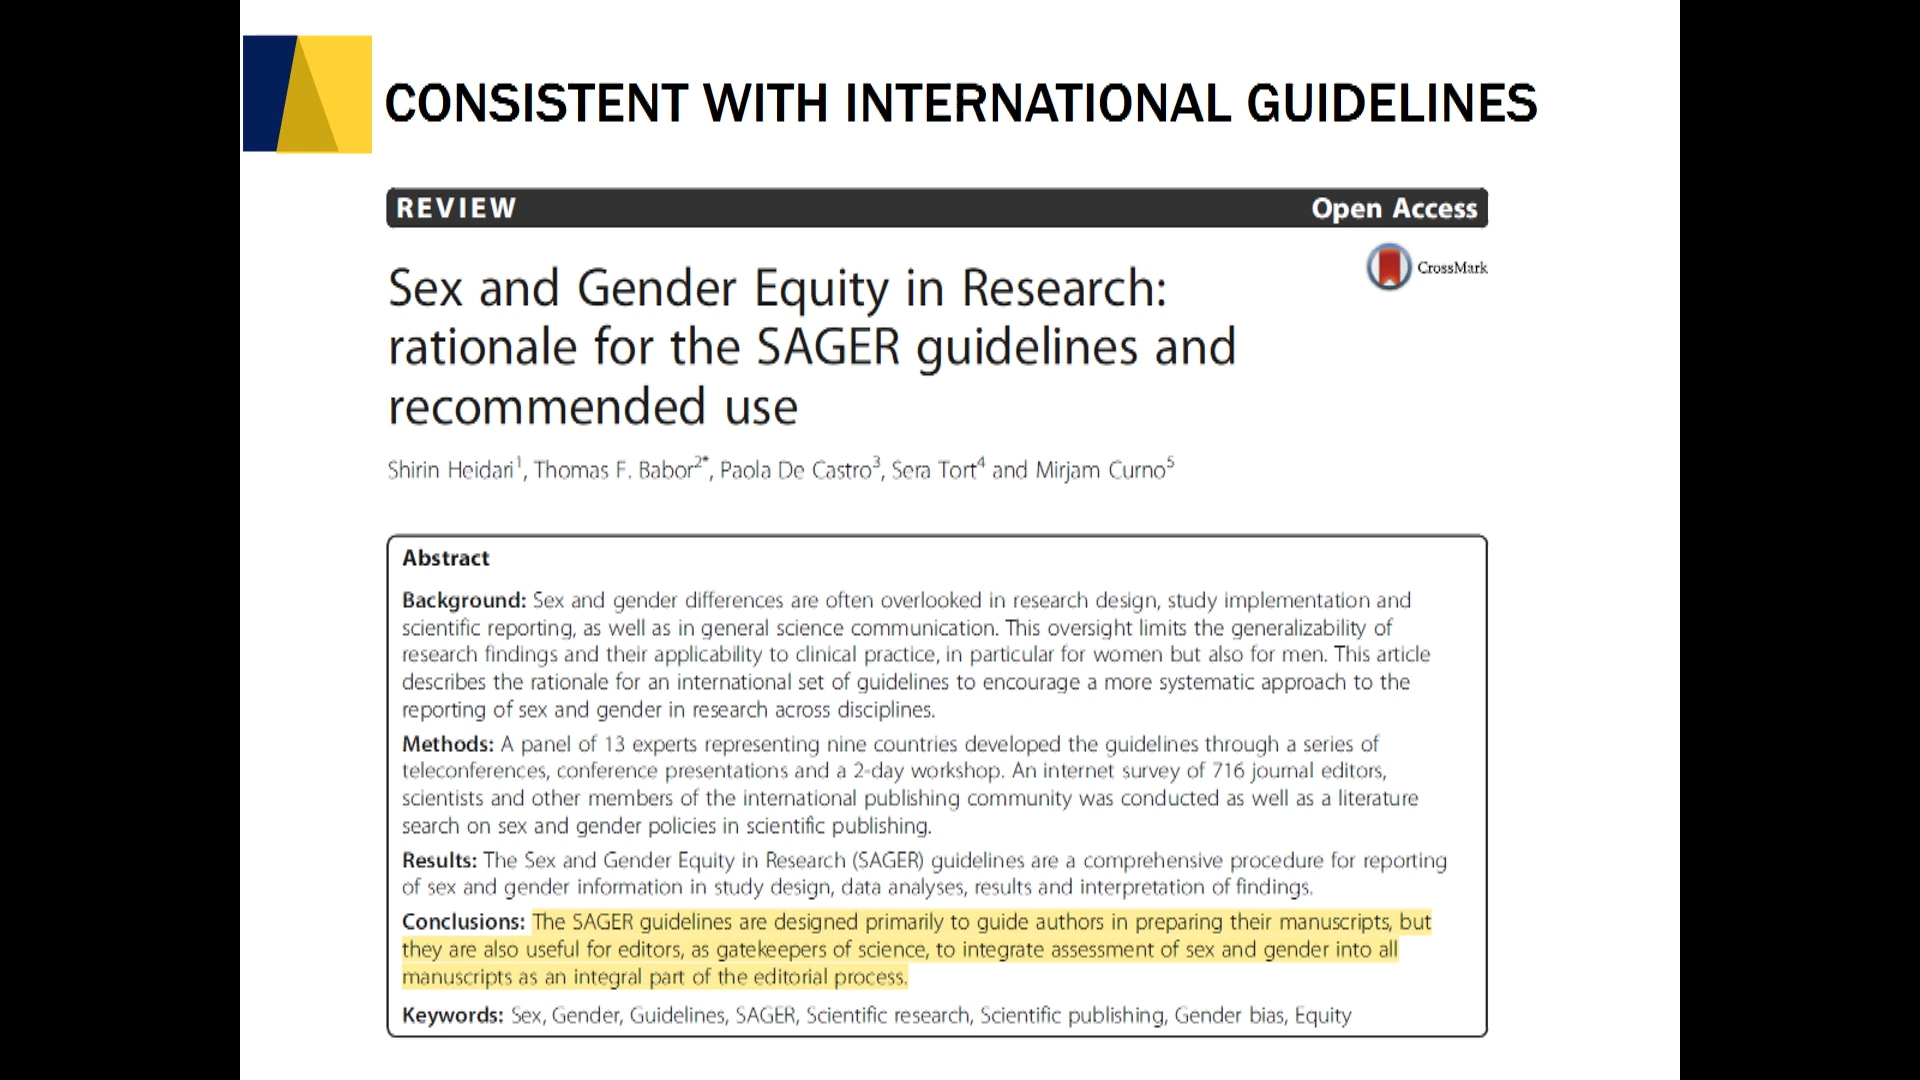 CONSISTENT WITH INTERNATIONAL GUIDELINES
REVIEW Open Access
CrossMark
Sex and Gender Equity in Research:
rationale for the SAGER guidelines and
recommended use
Shirin Heidari1, Thomas F. Babor2*, Paola De Castro3, Sera Tort4 and Mirjam Curno5
Abstract
Background: Sex and gender differences are often overlooked in research design, study implementation and
scientific reporting, as well as in general science communication. This oversight limits the generalizability of
research findings and their applicability to clinical practice, in particular for women but also for men. This article
describes the rationale for an international set of guidelines to encourage a more systematic approach to the
reporting of sex and gender in research across disciplines.
Methods: A panel of 13 experts representing nine countries developed the guidelines through a series of
teleconferences, conference presentations and a 2-day workshop. An internet survey of 716 journal editors,
scientists and other members of the international publishing community was conducted as well as a literature
search on sex and gender policies in scientific publishing.
Results: The Sex and Gender Equity in Research (SAGER) guidelines are a comprehensive procedure for reporting
of sex and gender information in study design, data analyses, results and interpretation of findings.
Conclusions: The SAGER guidelines are designed primarily to guide authors in preparing their manuscripts, but
they are also useful for editors, as gatekeepers of science, to integrate assessment of sex and gender into all
manuscripts as an integral part of the editorial process.
Keywords: Sex, Gender, Guidelines, SAGER, Scientific research, Scientific publishing, Gender bias, Equity